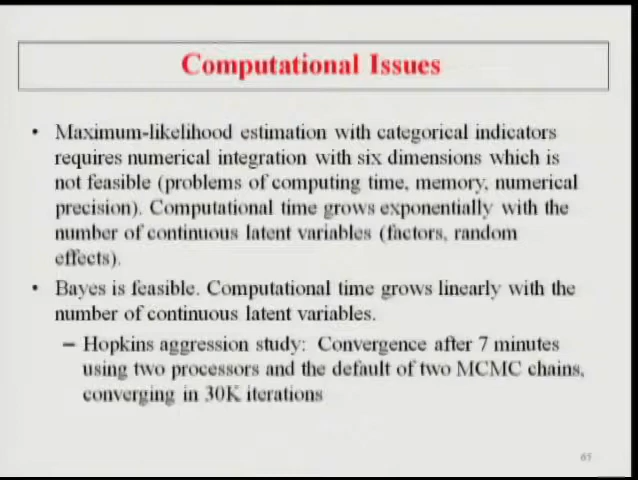 Computational Issues
• Maximum-likelihood estimation with categorical indicators
requires numerical integration with six dimensions which is
not feasible (problems of computing time, memory, numerical
precision). Computational time grows exponentially with the
number of continuous latent variables (factors, random
effects).
• Bayes is feasible. Computational time grows linearly with the
number of continuous latent variables.
– Hopkins aggression study: Convergence after 7 minutes
using two processors and the default of two MCMC chains,
converging in 30K iterations
65